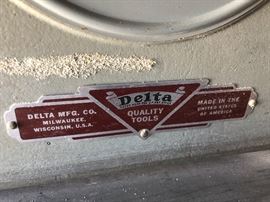 Delta
QUALITY
TOOLS
DELTA MFG. CO.
MILWAUKEE,
WISCONSIN, U.S.A.
MADE IN THE
UNITED STATES
OF AMERICA